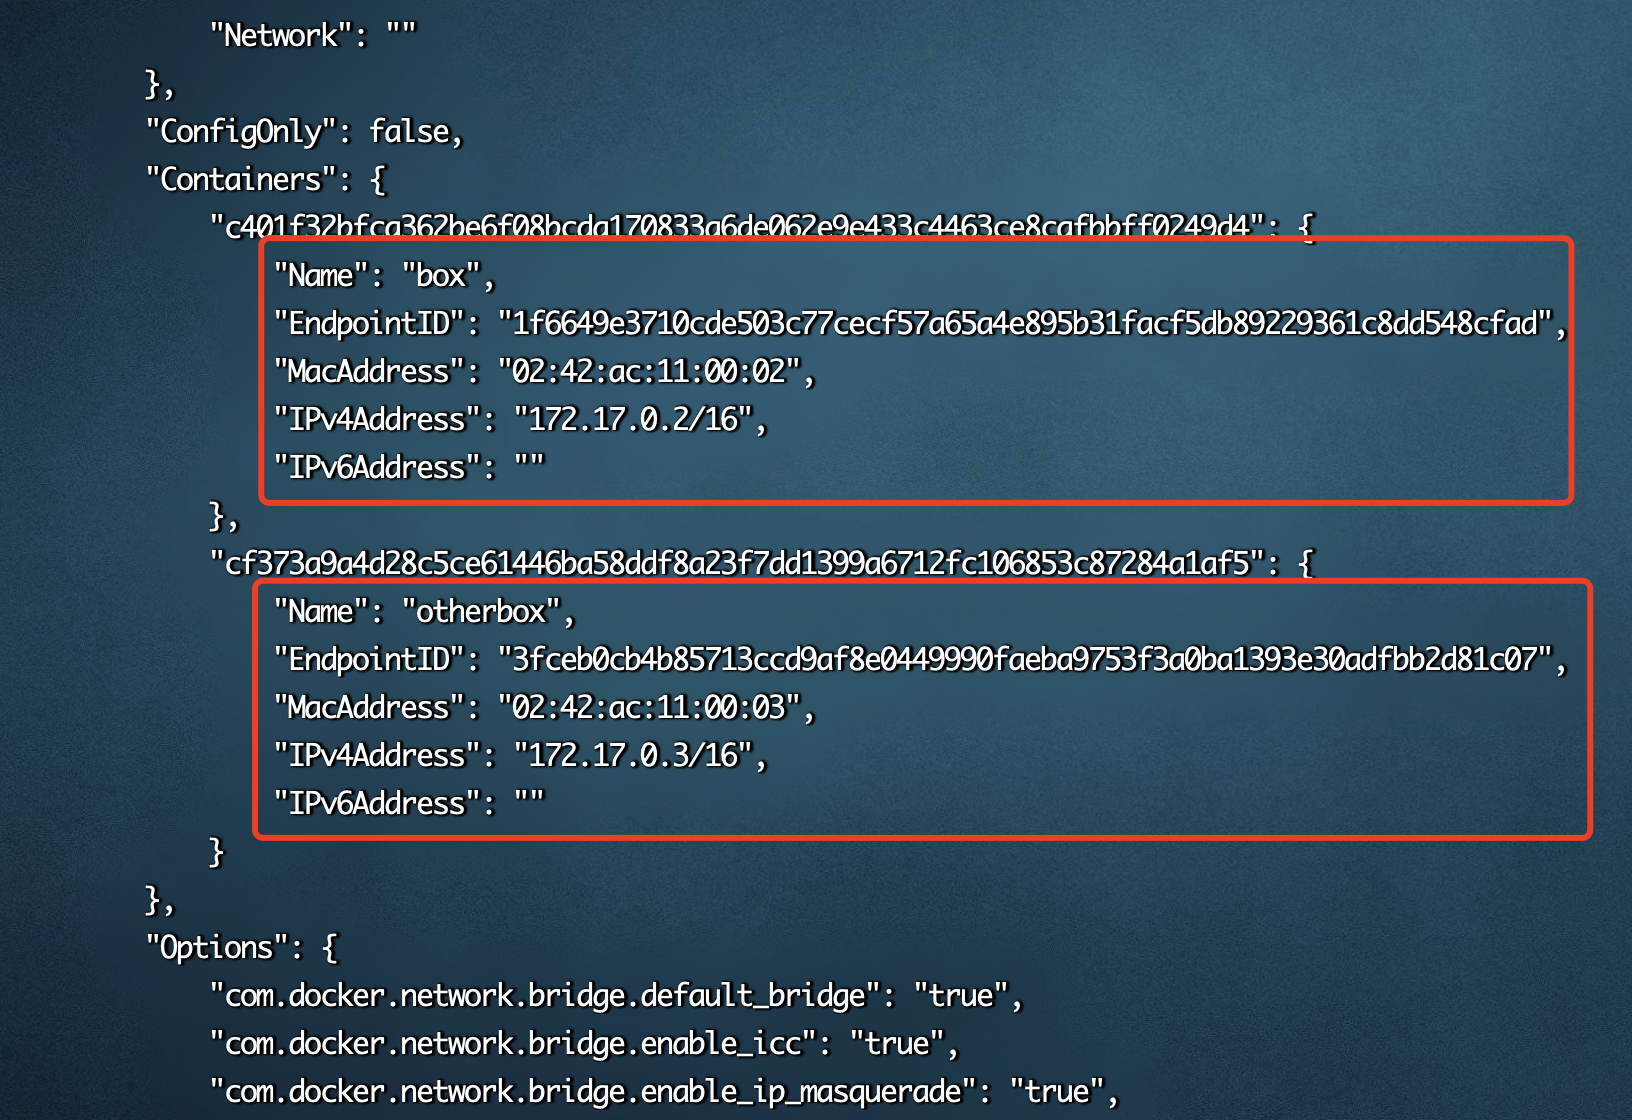 "Network": ""
},
"ConfigOnly": false,
"Containers": {
"c401f32bfca362be6f08bcda170833a6de062e9e433c4463ce8cafbbff0249d4": {
"Name": "box",
"EndpointID": "1f6649e3710cde503c77cecf57a65a4e895b31facf5db89229361c8dd548cfad",
"MacAddress": "02:42:ac:11:00:02",
"IPv4Address": "172.17.0.2/16",
"IPv6Address": ""
},
"cf373a9a4d28c5ce61446ba58ddf8a23f7dd1399a6712fc106853c87284a1af5": {
"Name": "otherbox",
"EndpointID": "3fceb0cb4b85713ccd9af8e0449990faeba9753f3a0ba1393e30adfbb2d81c07",
"MacAddress": "02:42:ac:11:00:03",
"IPv4Address": "172.17.0.3/16",
"IPv6Address": ""
}
},
"Options": {
"com.docker.network.bridge.default_bridge": "true",
"com.docker.network.bridge.enable_icc": "true",
"com.docker.network.bridge.enable_ip_masquerade": "true",